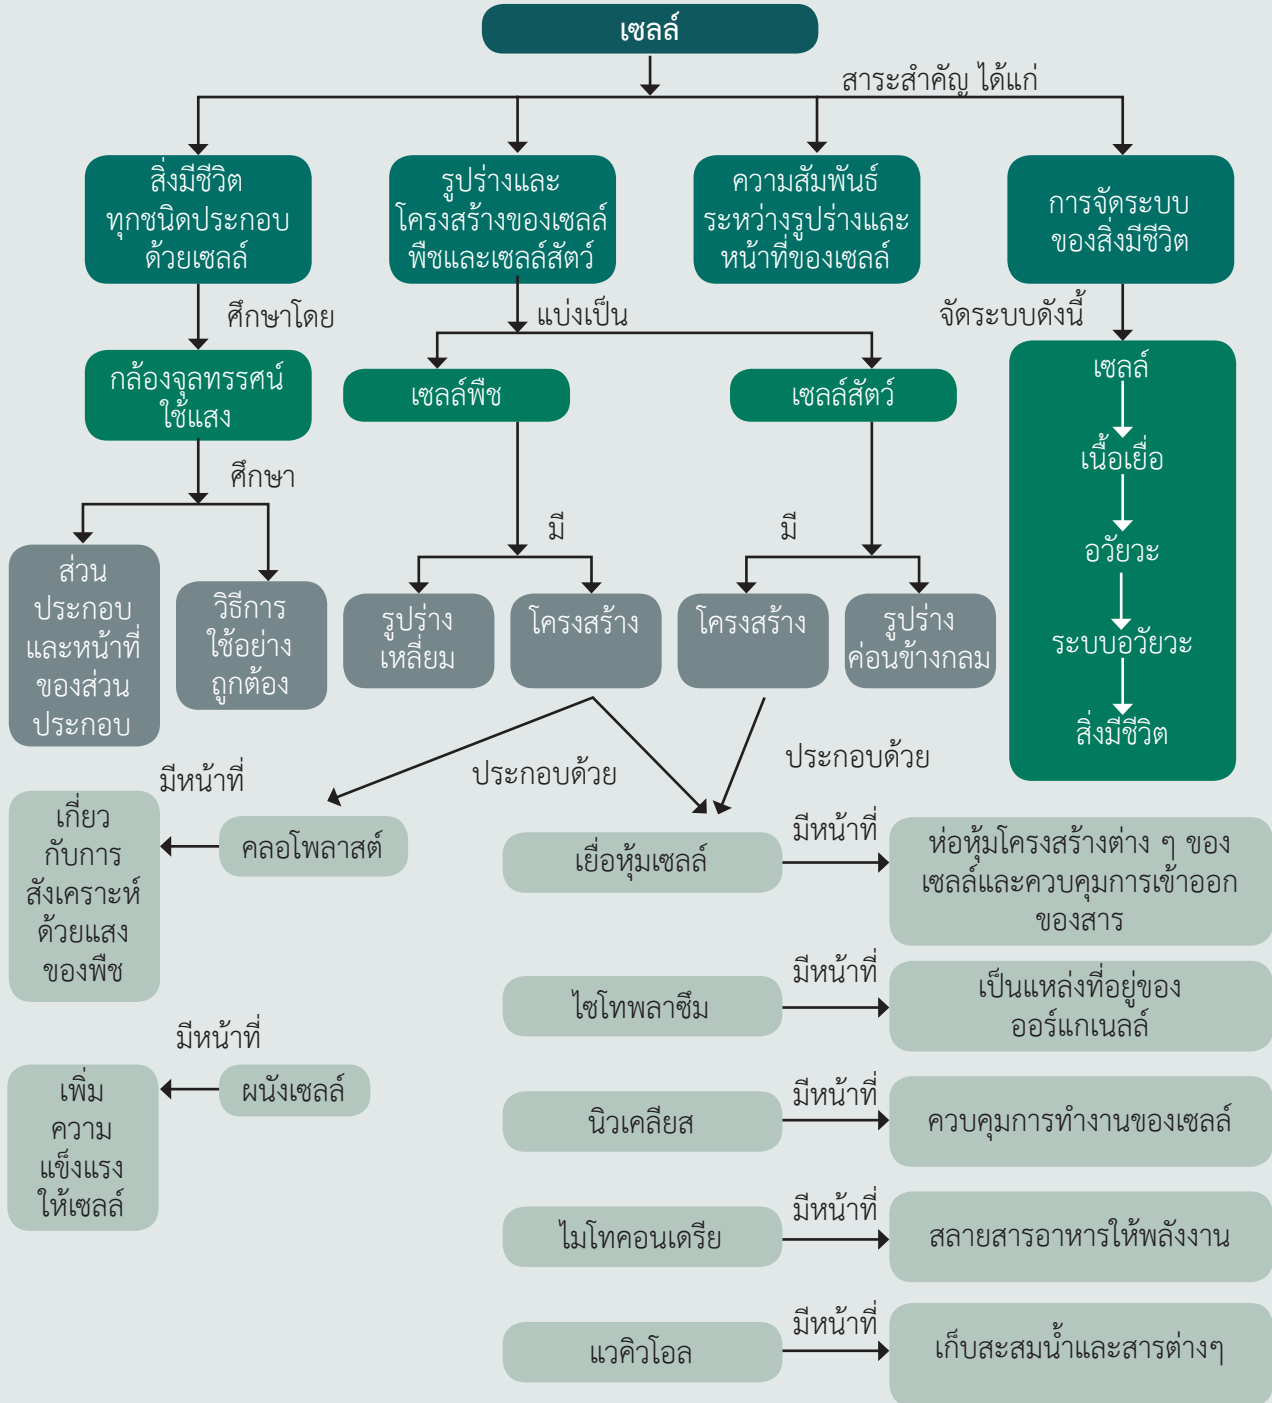 เซลล์
สาระสำคัญ ได้แก่
สิ่งมีชีวิต
ทุกชนิดประกอบ
ด้วยเซลล์
รูปร่างและ
โครงสร้างของเซลล์
พืชและเซลล์สัตว์
ความสัมพันธ์
ระหว่างรูปร่างและ
หน้าที่ของเซลล์
การจัดระบบ
ของสิ่งมีชีวิต
ศึกษาโดย
แบ่งเป็น
จัดระบบดังนี้
กล้องจุลทรรศน์
ใช้แสง
เซลล์พืช
เซลล์สัตว์
เซลล์
เนื้อเยื่อ
อวัยวะ
ระบบอวัยวะ
สิ่งมีชีวิต
ศึกษา
มี
มี
ส่วน
ประกอบ
และหน้าที่
ของส่วน
ประกอบ
วิธีการ
ใช้อย่าง
ถูกต้อง
รูปร่าง
เหลี่ยม
โครงสร้าง
โครงสร้าง
รูปร่าง
ค่อนข้างกลม
ประกอบด้วย
ประกอบด้วย
มีหน้าที่
เกี่ยว
กับการ
สังเคราะห์
ด้วยแสง
ของพืช
คลอโพลาสต์
เยื่อหุ้มเซลล์
มีหน้าที่
ห่อหุ้มโครงสร้างต่าง ๆ ของ
เซลล์และควบคุมการเข้าออก
ของสาร
ไซโทพลาซึม
มีหน้าที่
เป็นแหล่งที่อยู่ของ
ออร์แกเนลล์
มีหน้าที่
เพิ่ม
ความ
แข็งแรง
ให้เซลล์
ผนังเซลล์
นิวเคลียส
มีหน้าที่
ควบคุมการทำงานของเซลล์
ไมโทคอนเดรีย
มีหน้าที่
สลายสารอาหารให้พลังงาน
แวคิวโอล
มีหน้าที่
เก็บสะสมน้ำและสารต่างๆ